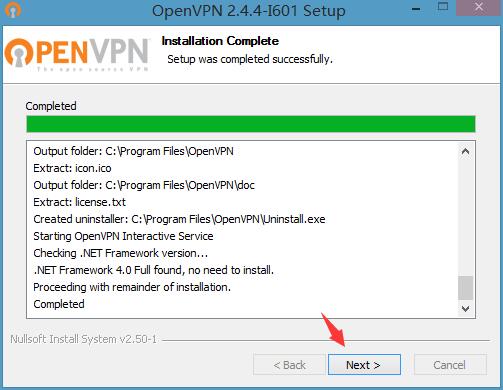 OpenVPN 2.4.4-I601 Setup
OPENVPN™
The open source VPN
Installation Complete
Setup was completed successfully.
Completed
Output folder: C:\Program Files\OpenVPN
Extract: icon.ico
Output folder: C:\Program Files\OpenVPN\doc
Extract: license.txt
Created uninstaller: C:\Program Files\OpenVPN\Uninstall.exe
Starting OpenVPN Interactive Service
Checking .NET Framework version...
.NET Framework 4.0 Full found, no need to install.
Proceeding with remainder of installation.
Completed
Nullsoft Install System v2.50-1
< Back
Next >
Cancel